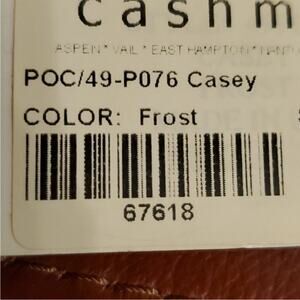 cashm
ASPEN * VAIL * EAST HAMPTON *
POC/49-P076 Casey
COLOR: Frost
67618